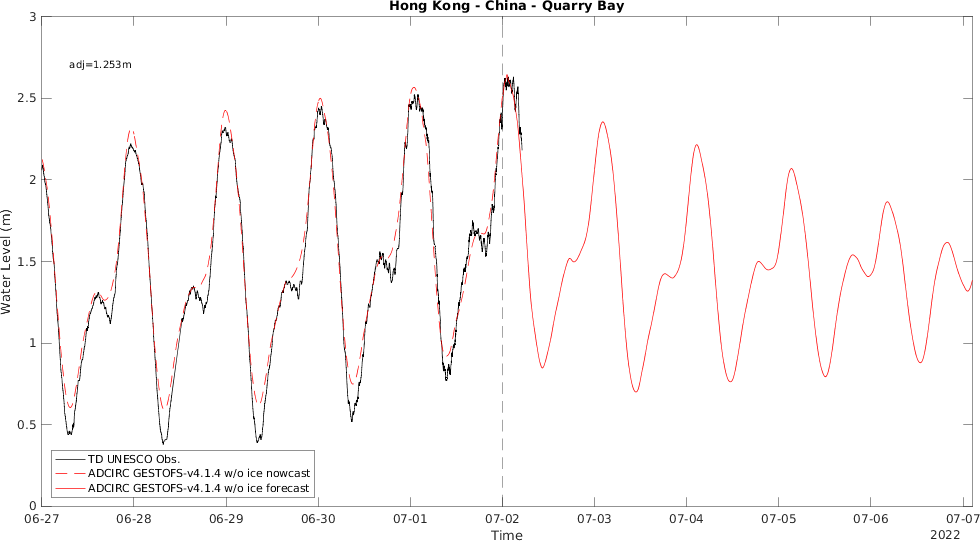 Hong Kong - China - Quarry Bay
3
adj=1.253m
2.5
2
1.5
1
0.5
0
Water Level (m)
TD UNESCO Obs.
ADCIRC GESTOFS-v4.1.4 w/o ice nowcast
ADCIRC GESTOFS-v4.1.4 w/o ice forecast
06-27 06-28 06-29 06-30 07-01 07-02 07-03 07-04 07-05 07-06 07-07
Time
2022